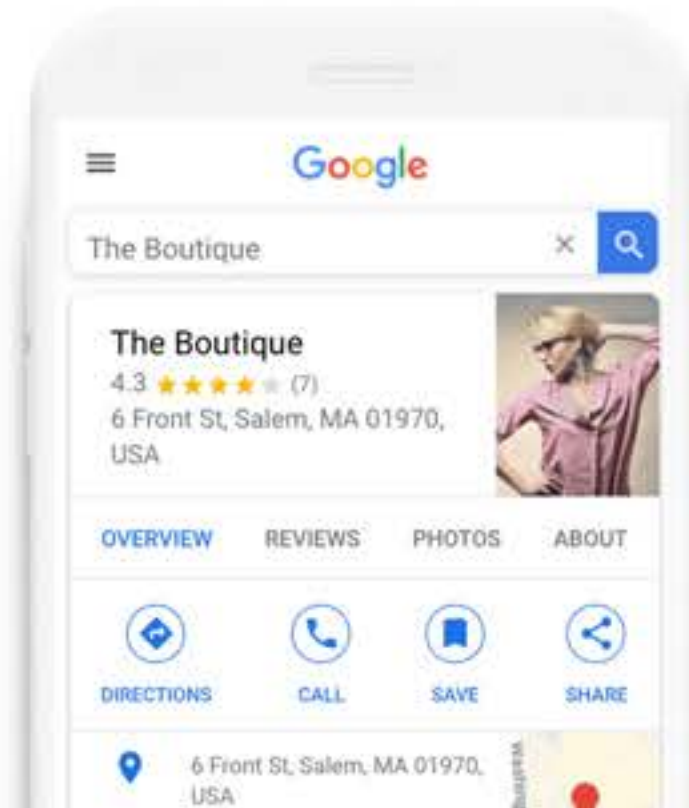 Google
The Boutique
The Boutique
4.3 (7)
6 Front St, Salem, MA 01970,
USA
OVERVIEW REVIEWS PHOTOS ABOUT
DIRECTIONS CALL SAVE SHARE
6 Front St, Salem, MA 01970,
USA